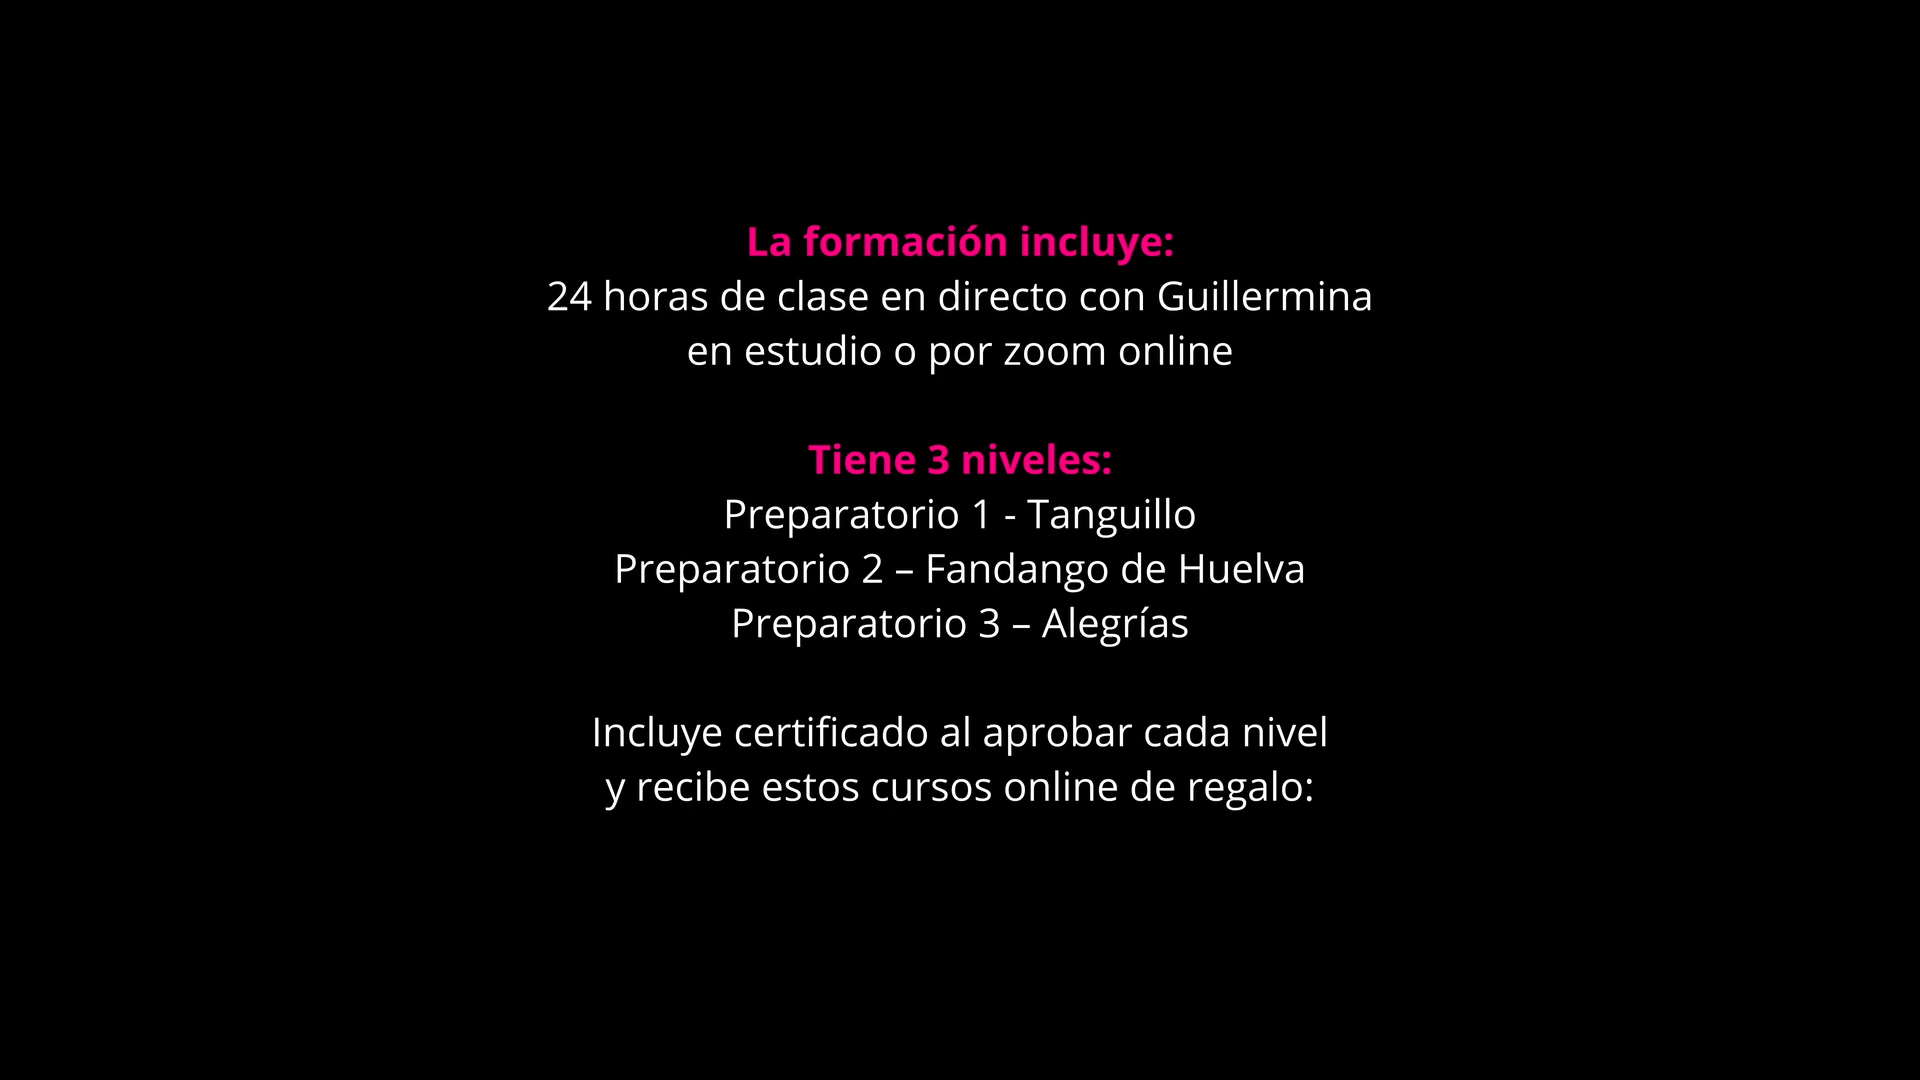 La formación incluye:
24 horas de clase en directo con Guillermina
en estudio o por zoom online
Tiene 3 niveles:
Preparatorio 1 - Tanguillo
Preparatorio 2 – Fandango de Huelva
Preparatorio 3 – Alegrías
Incluye certificado al aprobar cada nivel
y recibe estos cursos online de regalo: